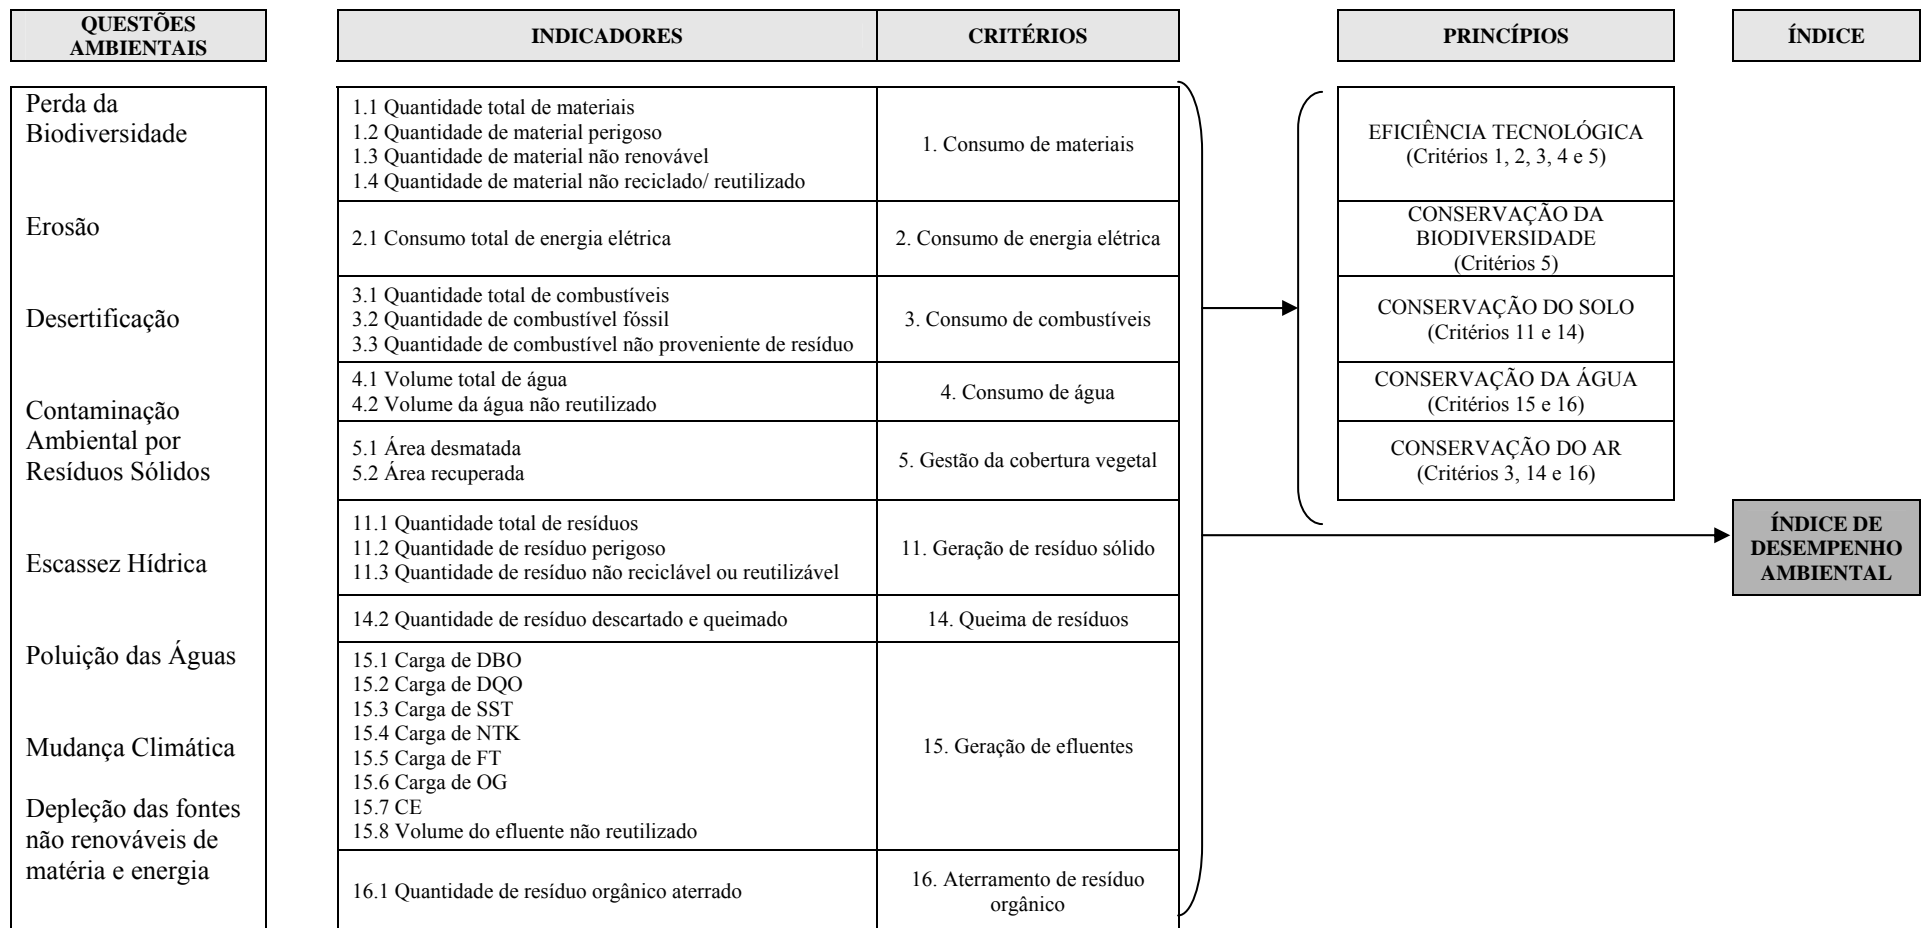 QUESTÕES
AMBIENTAIS
INDICADORES
CRITÉRIOS
PRINCÍPIOS
ÍNDICE
Perda da
Biodiversidade
Erosão
Desertificação
Contaminação
Ambiental por
Resíduos Sólidos
Escassez Hídrica
Poluição das Águas
Mudança Climática
Depleção das fontes
não renováveis de
matéria e energia
1.1 Quantidade total de materiais
1.2 Quantidade de material perigoso
1.3 Quantidade de material não renovável
1.4 Quantidade de material não reciclado/ reutilizado
1. Consumo de materiais
2.1 Consumo total de energia elétrica
2. Consumo de energia elétrica
3.1 Quantidade total de combustíveis
3.2 Quantidade de combustível fóssil
3.3 Quantidade de combustível não proveniente de resíduo
3. Consumo de combustíveis
4.1 Volume total de água
4.2 Volume da água não reutilizado
4. Consumo de água
5.1 Área desmatada
5.2 Área recuperada
5. Gestão da cobertura vegetal
11.1 Quantidade total de resíduos
11.2 Quantidade de resíduo perigoso
11.3 Quantidade de resíduo não reciclável ou reutilizável
11. Geração de resíduo sólido
14.2 Quantidade de resíduo descartado e queimado
14. Queima de resíduos
15.1 Carga de DBO
15.2 Carga de DQO
15.3 Carga de SST
15.4 Carga de NTK
15.5 Carga de FT
15.6 Carga de OG
15.7 CE
15.8 Volume do efluente não reutilizado
15. Geração de efluentes
16.1 Quantidade de resíduo orgânico aterrado
16. Aterramento de resíduo
orgânico
EFICIÊNCIA TECNOLÓGICA
(Critérios 1, 2, 3, 4 e 5)
CONSERVAÇÃO DA
BIODIVERSIDADE
(Critérios 5)
CONSERVAÇÃO DO SOLO
(Critérios 11 e 14)
CONSERVAÇÃO DA ÁGUA
(Critérios 15 e 16)
CONSERVAÇÃO DO AR
(Critérios 3, 14 e 16)
ÍNDICE DE
DESEMPENHO
AMBIENTAL